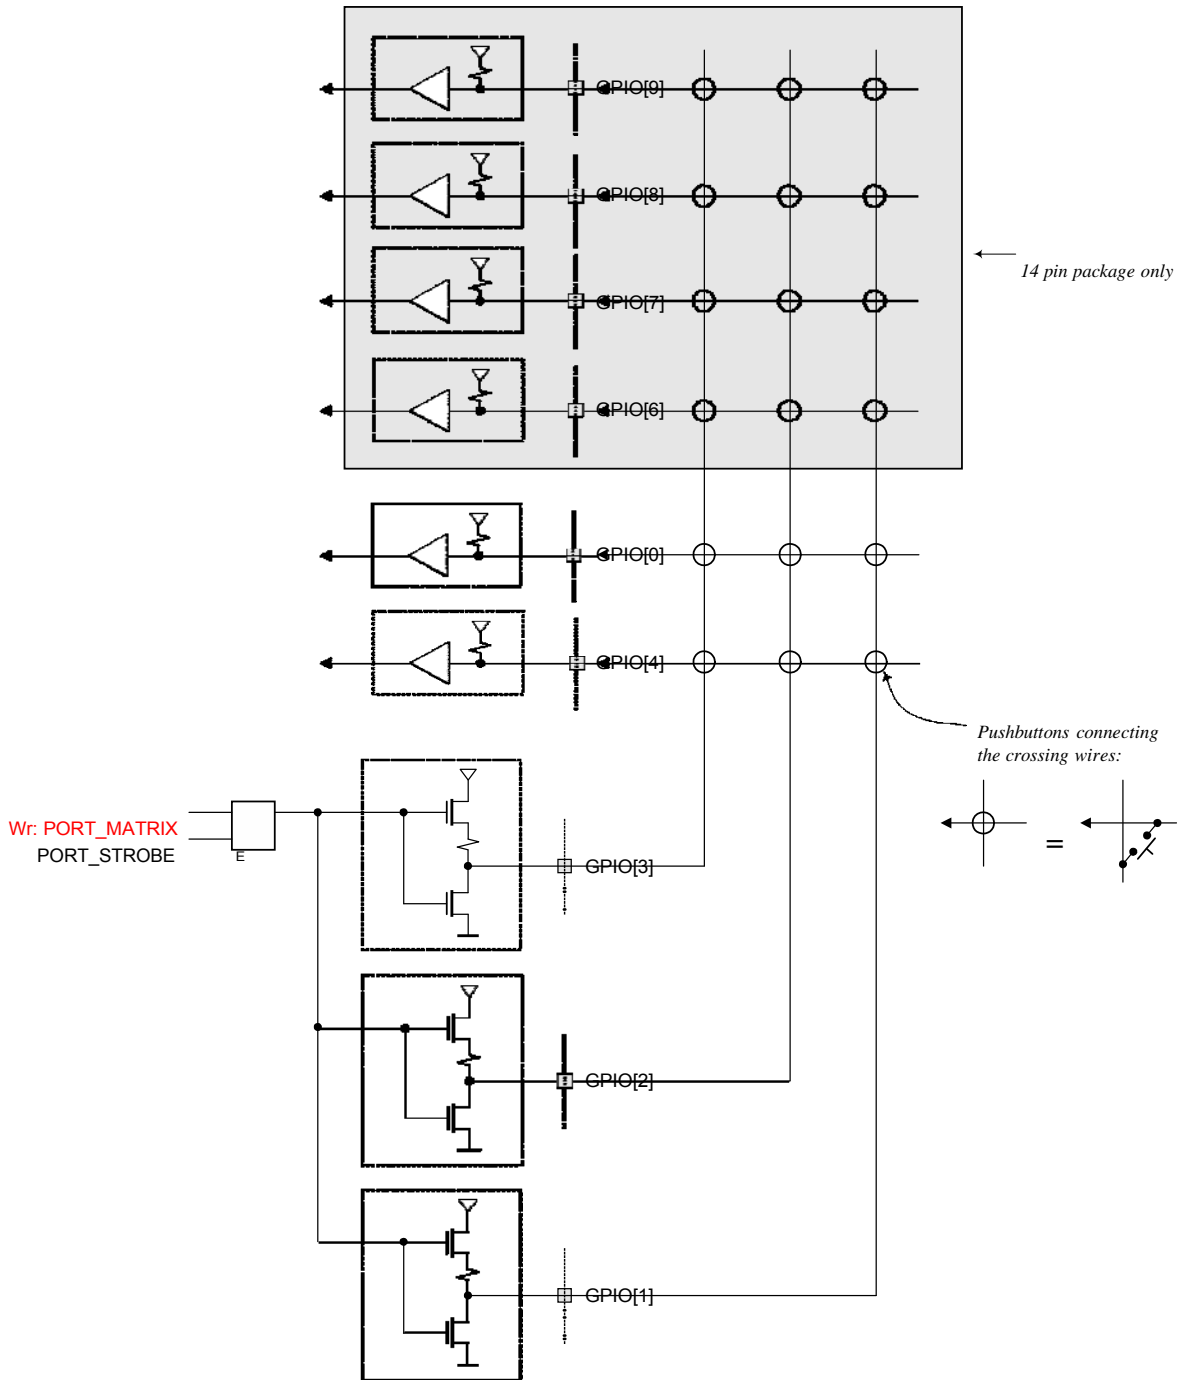 GPIO[9]
GPIO[8]
14 pin package only
GPIO[7]
GPIO[6]
GPIO[0]
GPIO[4]
Pushbuttons connecting
the crossing wires:
Wr: PORT_MATRIX
PORT_STROBE
E
=
GPIO[3]
GPIO[2]
GPIO[1]